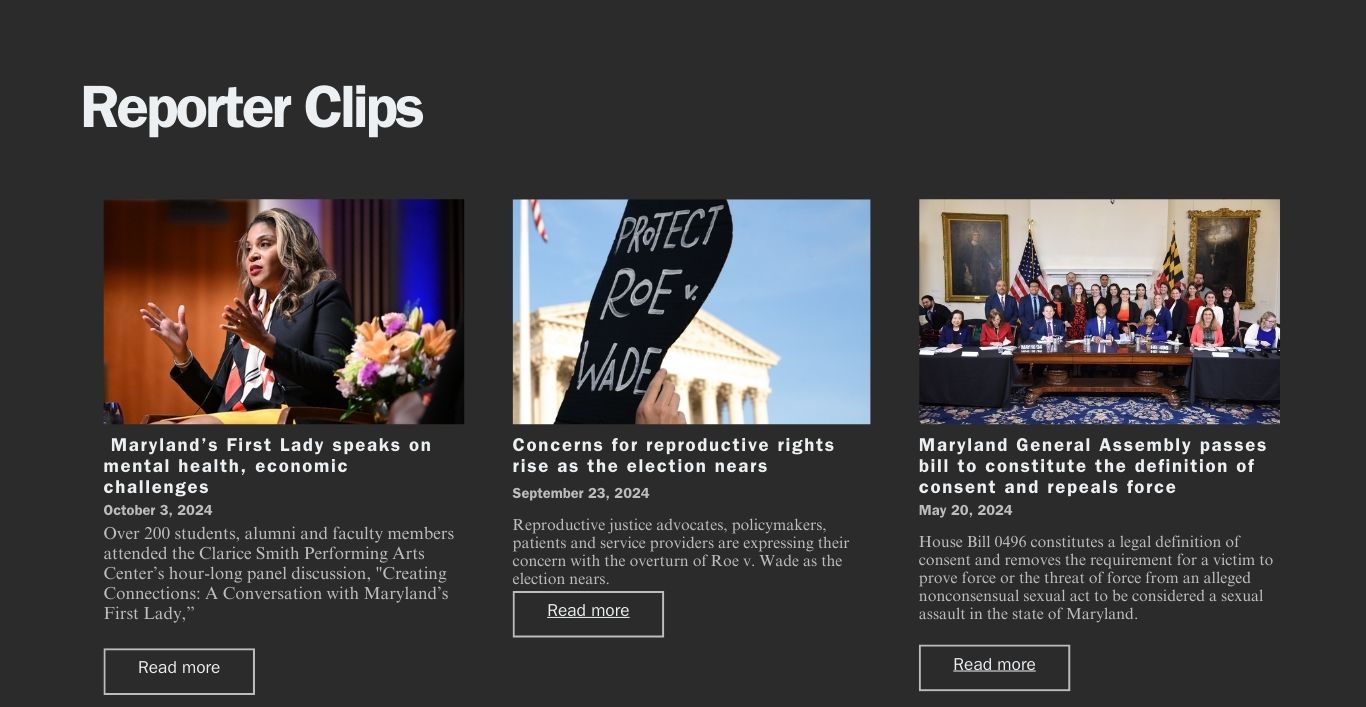 Reporter Clips
PROTECT
ROE v.
WADE
Maryland’s First Lady speaks on
mental health, economic
challenges
October 3, 2024
Over 200 students, alumni and faculty members
attended the Clarice Smith Performing Arts
Center’s hour-long panel discussion, "Creating
Connections: A Conversation with Maryland’s
First Lady,”
Read more
Concerns for reproductive rights
rise as the election nears
September 23, 2024
Reproductive justice advocates, policymakers,
patients and service providers are expressing their
concern with the overturn of Roe v. Wade as the
election nears.
Read more
Maryland General Assembly passes
bill to constitute the definition of
consent and repeals force
May 20, 2024
House Bill 0496 constitutes a legal definition of
consent and removes the requirement for a victim to
prove force or the threat of force from an alleged
nonconsensual sexual act to be considered a sexual
assault in the state of Maryland.
Read more